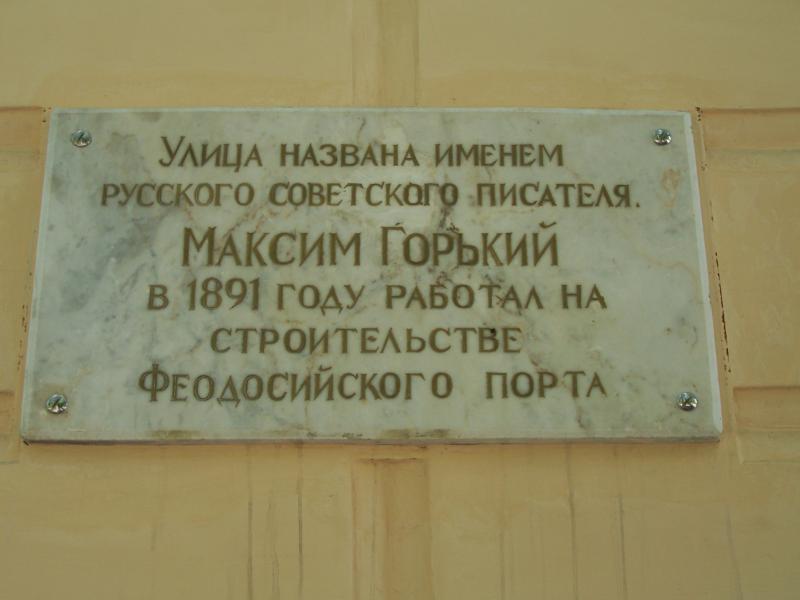 Улица названа именем
русского советского писателя.
Максим Горький
в 1891 году работал на
строительстве
Феодосийского порта